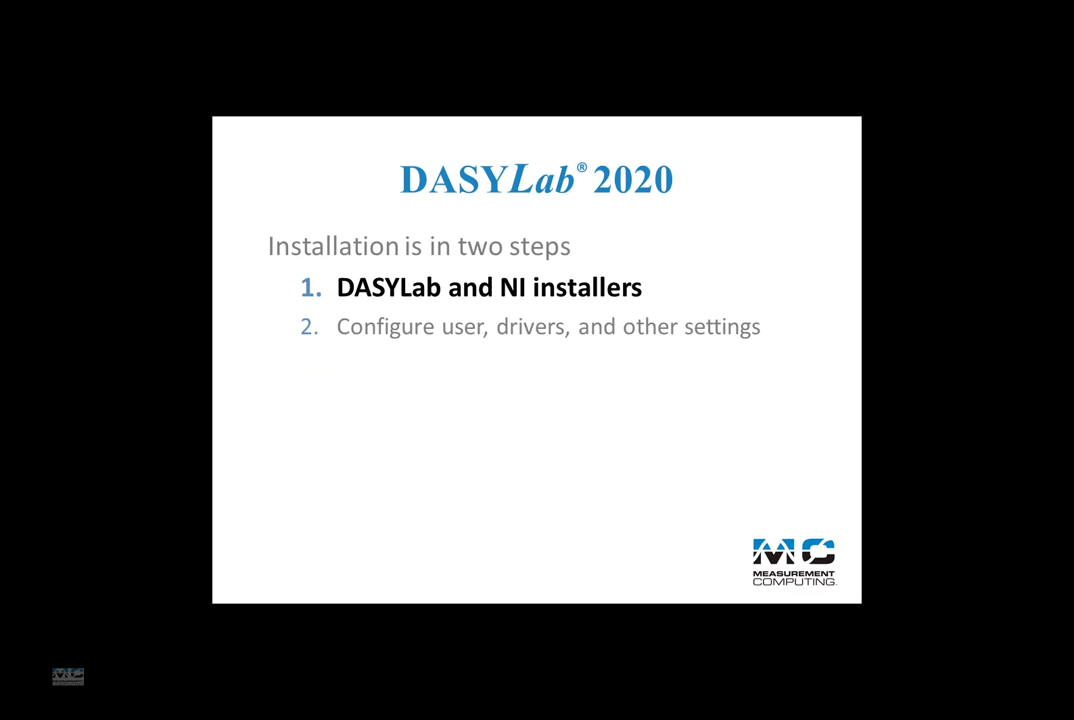 DASYLab® 2020
Installation is in two steps
1. DASYLab and NI installers
2. Configure user, drivers, and other settings
MC
MEASUREMENT
COMPUTING